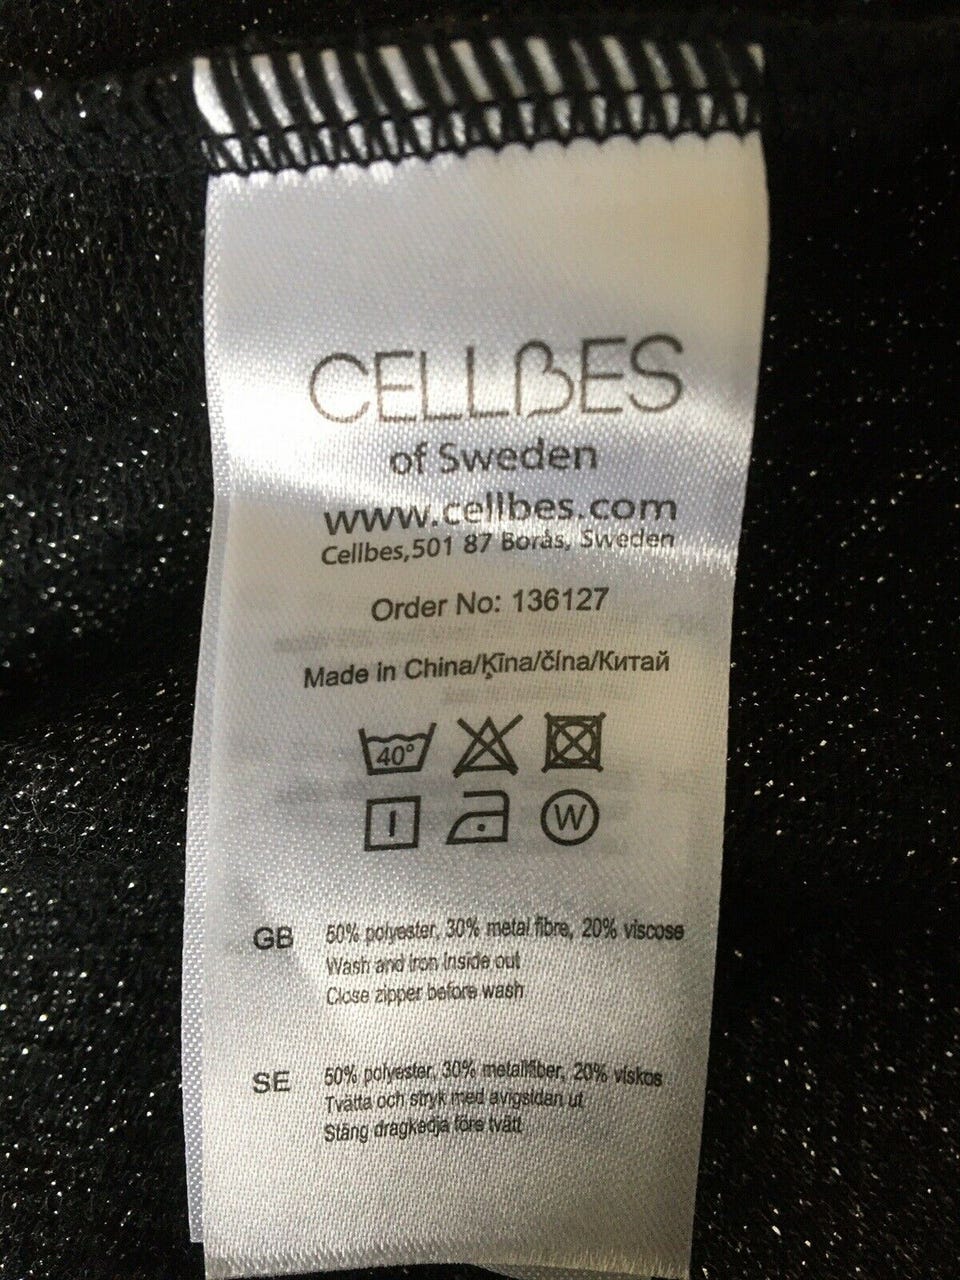 CELLBES
of Sweden
www.cellbes.com
Cellbes,501 87 Borås, Sweden
Order No: 136127
Made in China/Ķīna/čína/Китай
40°
W
GB 50% polyester, 30% metal fibre, 20% viscose
Wash and iron inside out
Close zipper before wash
SE 50% polyester, 30% metallfiber, 20% viskos
Tvätta och stryk med avigsidan ut
Stäng dragkedja före tvätt